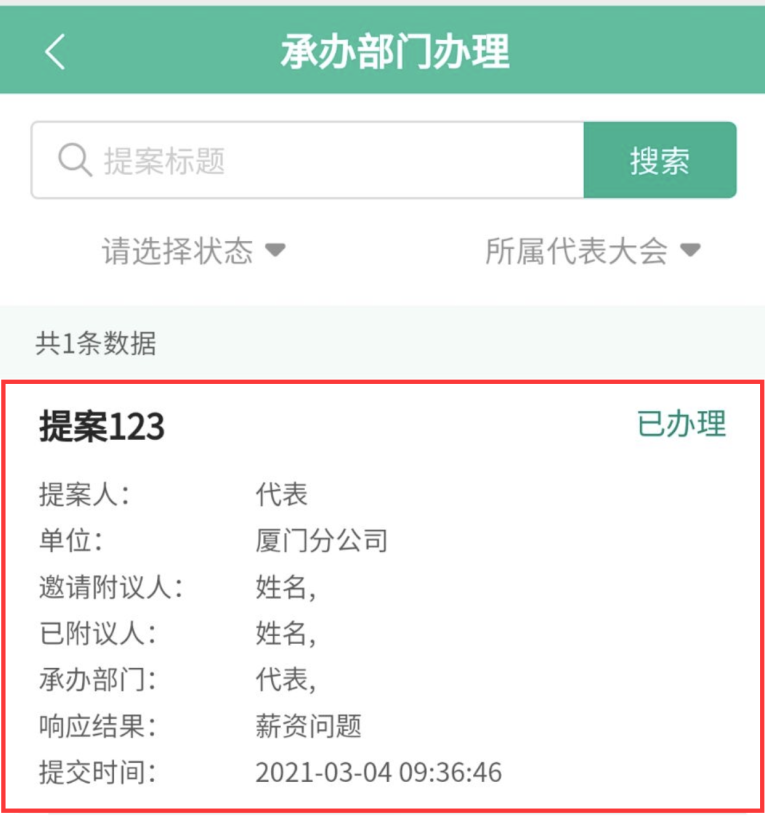 承办部门办理
提案标题 搜索
请选择状态 所属代表大会
共1条数据
提案123 已办理
提案人： 代表
单位： 厦门分公司
邀请附议人： 姓名,
已附议人： 姓名,
承办部门： 代表,
响应结果： 薪资问题
提交时间： 2021-03-04 09:36:46